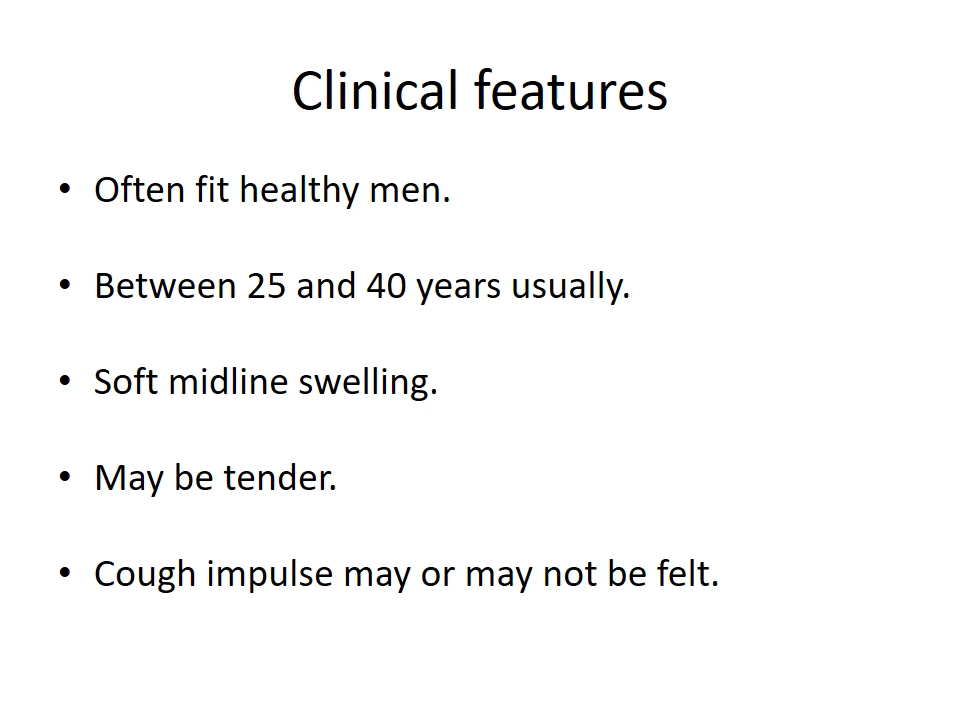 Clinical features
• Often fit healthy men.
• Between 25 and 40 years usually.
• Soft midline swelling.
• May be tender.
• Cough impulse may or may not be felt.